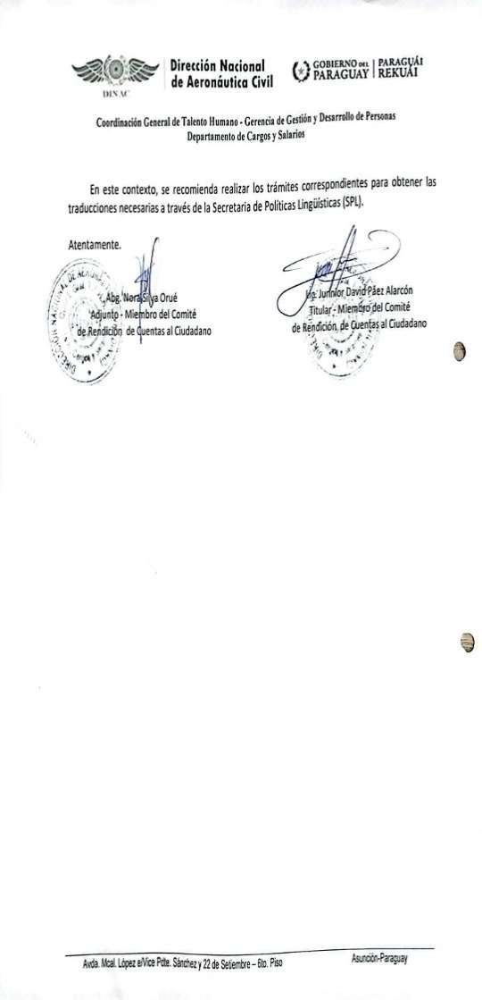 Dirección Nacional
de Aeronáutica Civil
GOBIERNO DEL
PARAGUAY
PARAGUÁI
REKUÁI
DINAC
Coordinación General de Talento Humano - Gerencia de Gestión y Desarrollo de Personas
Departamento de Cargos y Salarios
En este contexto, se recomienda realizar los trámites correspondientes para obtener las
traducciones necesarias a través de la Secretaria de Políticas Lingüísticas (SPL).
Atentamente.
Abg. Nora Silva Orué
Adjunto - Miembro del Comité
de Rendición de Cuentas al Ciudadano
Junnior David Páez Alarcón
Titular - Miembro del Comité
de Rendición de Cuentas al Ciudadano
Avda. Mcal. López e/Vice Pdte. Sánchez y 22 de Setiembre – 6to. Piso
Asunción-Paraguay